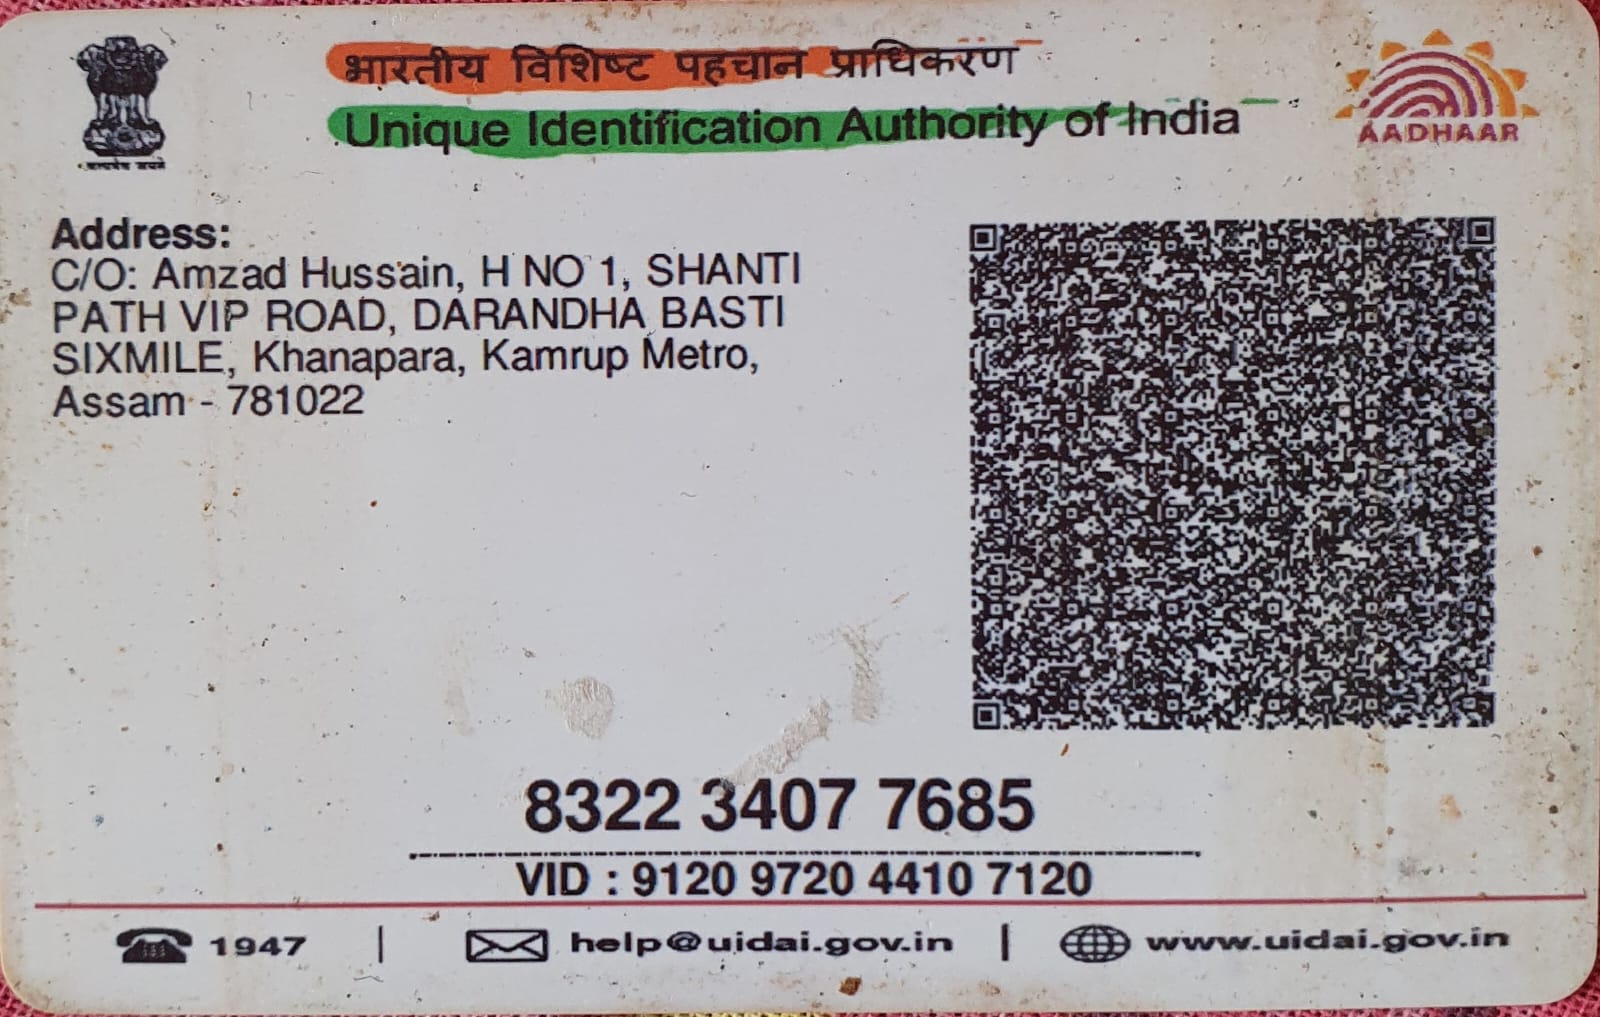 भारतीय विशिष्ट पहचान प्राधिकरण
Unique Identification Authority of India
AADHAAR
Address:
C/O: Amzad Hussain, H NO 1, SHANTI
PATH VIP ROAD, DARANDHA BASTI
SIXMILE, Khanapara, Kamrup Metro,
Assam - 781022
8322 3407 7685
VID : 9120 9720 4410 7120
1947 | help@uidai.gov.in | www.uidai.gov.in